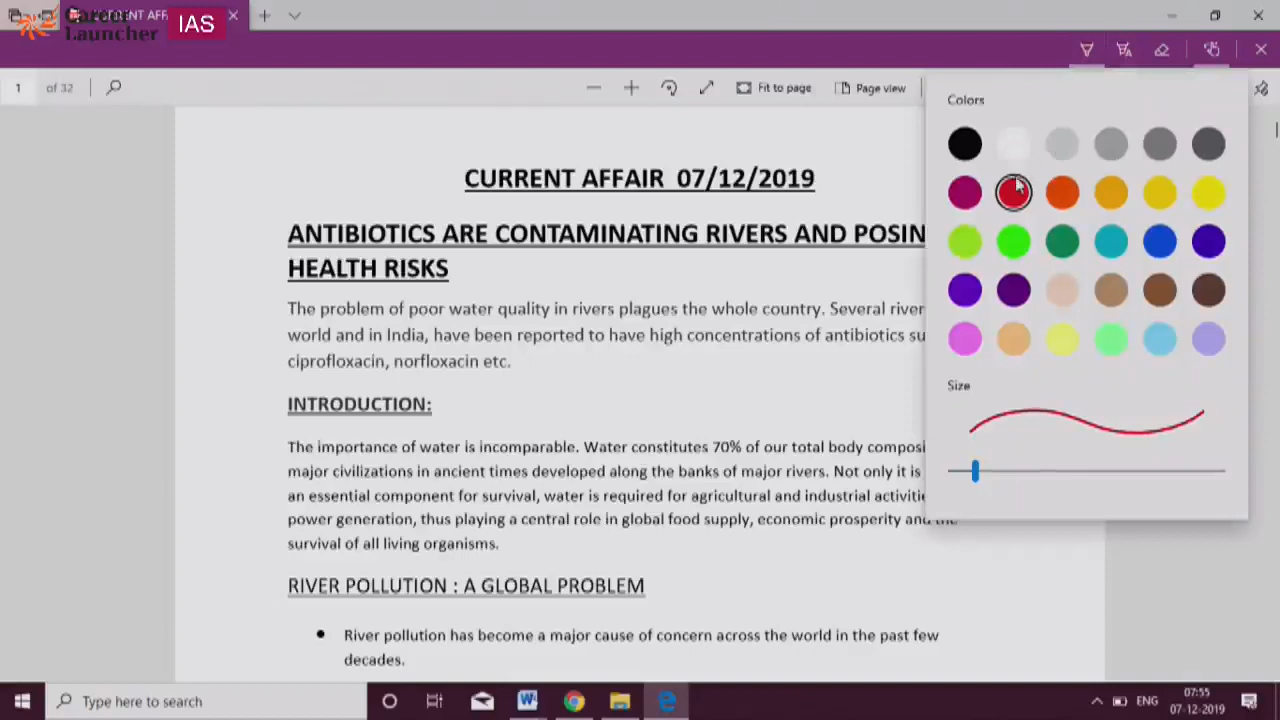 CURRENT AFF
Career
Launcher
IAS
1 of 32
Fit to page
Page view
Colors
Size
CURRENT AFFAIR 07/12/2019
ANTIBIOTICS ARE CONTAMINATING RIVERS AND POSIN
HEALTH RISKS
The problem of poor water quality in rivers plagues the whole country. Several river
world and in India, have been reported to have high concentrations of antibiotics su
ciprofloxacin, norfloxacin etc.
INTRODUCTION:
The importance of water is incomparable. Water constitutes 70% of our total body composi
major civilizations in ancient times developed along the banks of major rivers. Not only it is
an essential component for survival, water is required for agricultural and industrial activiti
power generation, thus playing a central role in global food supply, economic prosperity and the
survival of all living organisms.
RIVER POLLUTION : A GLOBAL PROBLEM
• River pollution has become a major cause of concern across the world in the past few
decades.
Type here to search
ENG
07:55
07-12-2019